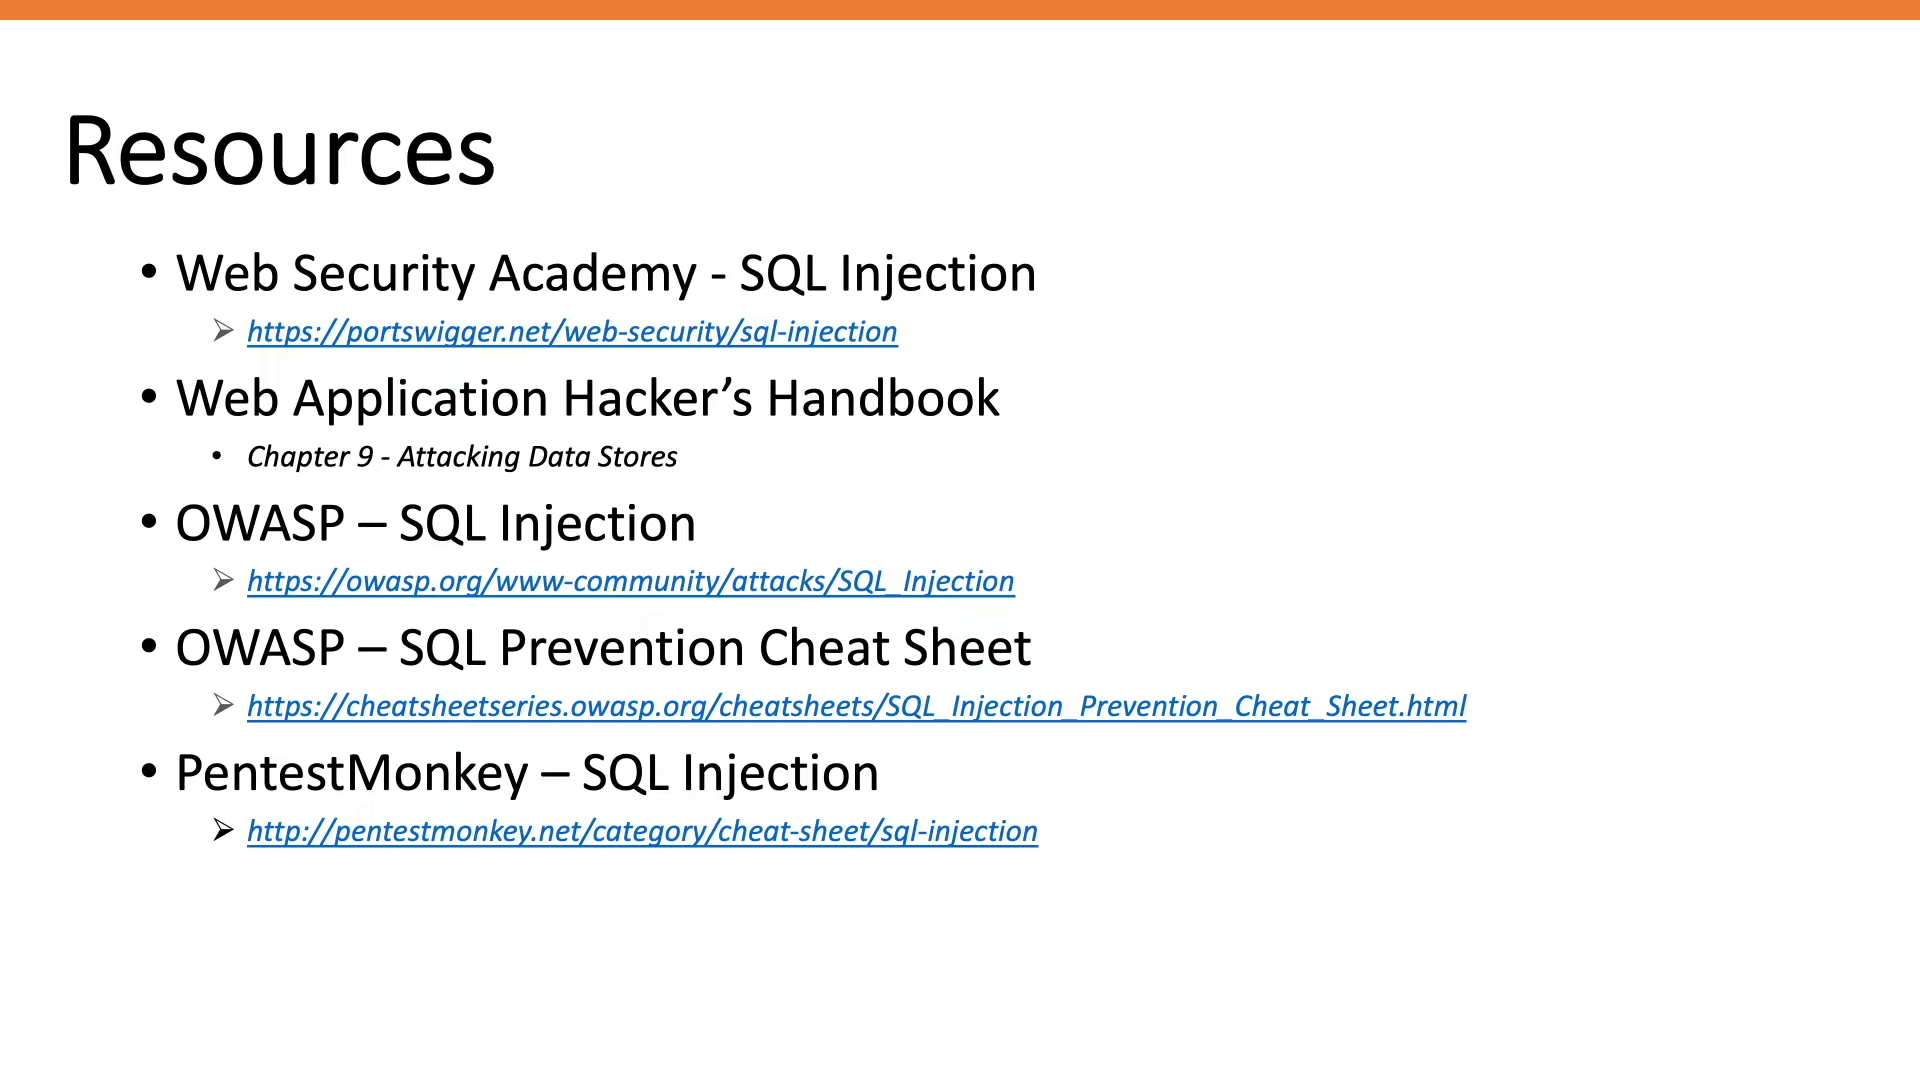 Resources
• Web Security Academy - SQL Injection
➢ https://portswigger.net/web-security/sql-injection
• Web Application Hacker’s Handbook
• Chapter 9 - Attacking Data Stores
• OWASP – SQL Injection
➢ https://owasp.org/www-community/attacks/SQL_Injection
• OWASP – SQL Prevention Cheat Sheet
➢ https://cheatsheetseries.owasp.org/cheatsheets/SQL_Injection_Prevention_Cheat_Sheet.html
• PentestMonkey – SQL Injection
➢ http://pentestmonkey.net/category/cheat-sheet/sql-injection